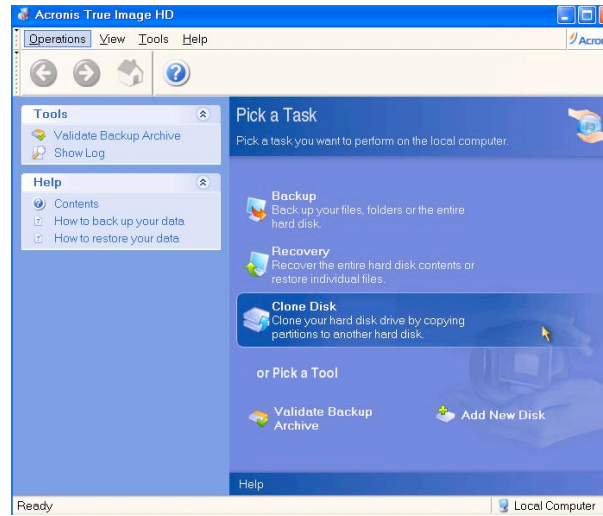 Acronis True Image HD
Operations View Tools Help
Acro
Tools
Validate Backup Archive
Show Log
Help
Contents
How to back up your data
How to restore your data
Pick a Task
Pick a task you want to perform on the local computer.
Backup
Back up your files, folders or the entire
hard disk.
Recovery
Recover the entire hard disk contents or
restore individual files.
Clone Disk
Clone your hard disk drive by copying
partitions to another hard disk.
or Pick a Tool
Validate Backup
Archive
Add New Disk
Help
Ready
Local Computer